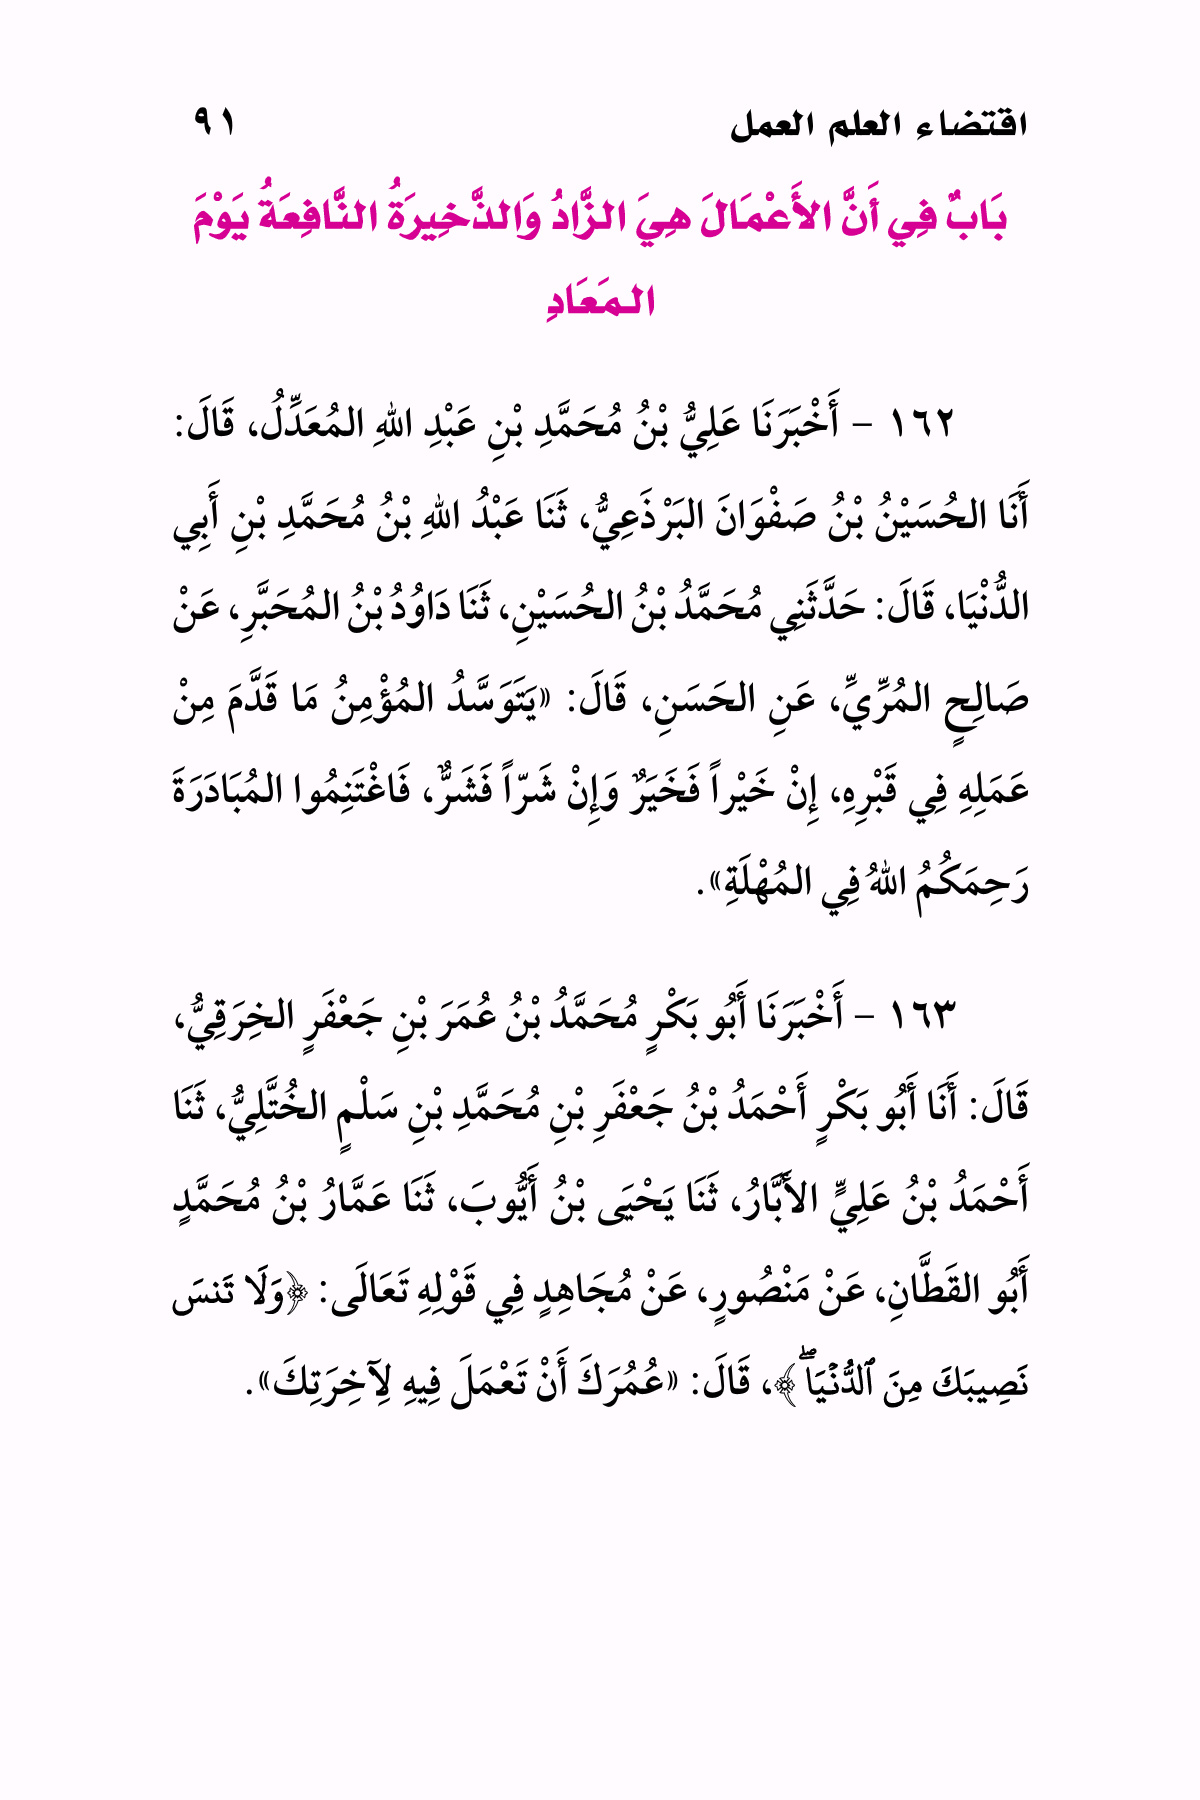 اقتضاء العلم العمل ٩١
بَابٌ فِي أَنَّ الأَعْمَالَ هِيَ الزَّادُ وَالذَّخِيرَةُ النَّافِعَةُ يَوْمَ
المَعَادِ
١٦٢ - أَخْبَرَنَا عَلِيُّ بْنُ مُحَمَّدِ بْنِ عَبْدِ اللهِ المُعَدِّلُ، قَالَ:
أَنَا الحُسَيْنُ بْنُ صَفْوَانَ البَرْذَعِيُّ، ثَنَا عَبْدُ اللهِ بْنُ مُحَمَّدِ بْنِ أَبِي
الدُّنْيَا، قَالَ: حَدَّثَنِي مُحَمَّدُ بْنُ الحُسَيْنِ، ثَنَا دَاوُدُ بْنُ المُحَبَّرِ، عَنْ
صَالِحٍ المُرِّيِّ، عَنِ الحَسَنِ، قَالَ: «يَتَوَسَّدُ المُؤْمِنُ مَا قَدَّمَ مِنْ
عَمَلِهِ فِي قَبْرِهِ، إِنْ خَيْراً فَخَيَرٌ وَإِنْ شَرّاً فَشَرٌّ، فَاغْتَنِمُوا المُبَادَرَةَ
رَحِمَكُمُ اللهُ فِي المُهْلَةِ».
١٦٣ - أَخْبَرَنَا أَبُو بَكْرٍ مُحَمَّدُ بْنُ عُمَرَ بْنِ جَعْفَرٍ الخِرَقِيُّ،
قَالَ: أَنَا أَبُو بَكْرٍ أَحْمَدُ بْنُ جَعْفَرِ بْنِ مُحَمَّدِ بْنِ سَلْمٍ الخُتَّلِيُّ، ثَنَا
أَحْمَدُ بْنُ عَلِيٍّ الأَبَّارُ، ثَنَا يَحْيَى بْنُ أَيُّوبَ، ثَنَا عَمَّارُ بْنُ مُحَمَّدٍ
أَبُو القَطَّانِ، عَنْ مَنْصُورٍ، عَنْ مُجَاهِدٍ فِي قَوْلِهِ تَعَالَى: ﴿وَلَا تَنسَ
نَصِيبَكَ مِنَ ٱلدُّنۡيَاۖ﴾، قَالَ: «عُمُرَكَ أَنْ تَعْمَلَ فِيهِ لِآخِرَتِكَ».